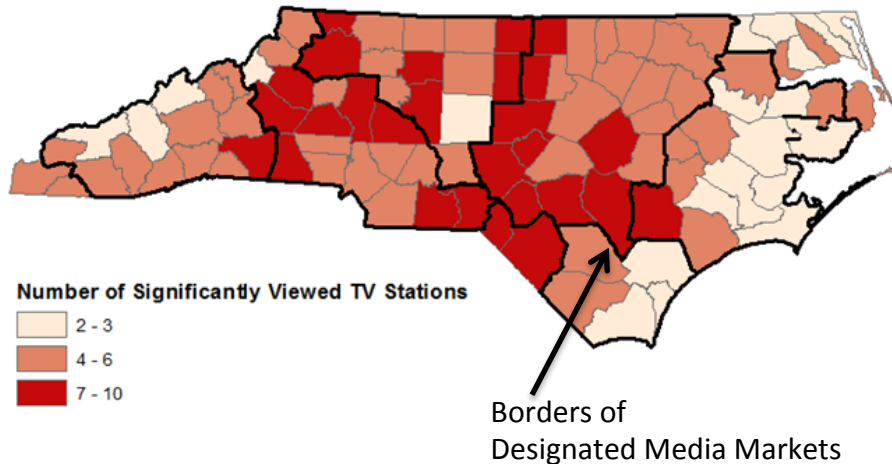 Number of Significantly Viewed TV Stations
2 - 3
4 - 6
7 - 10
Borders of
Designated Media Markets